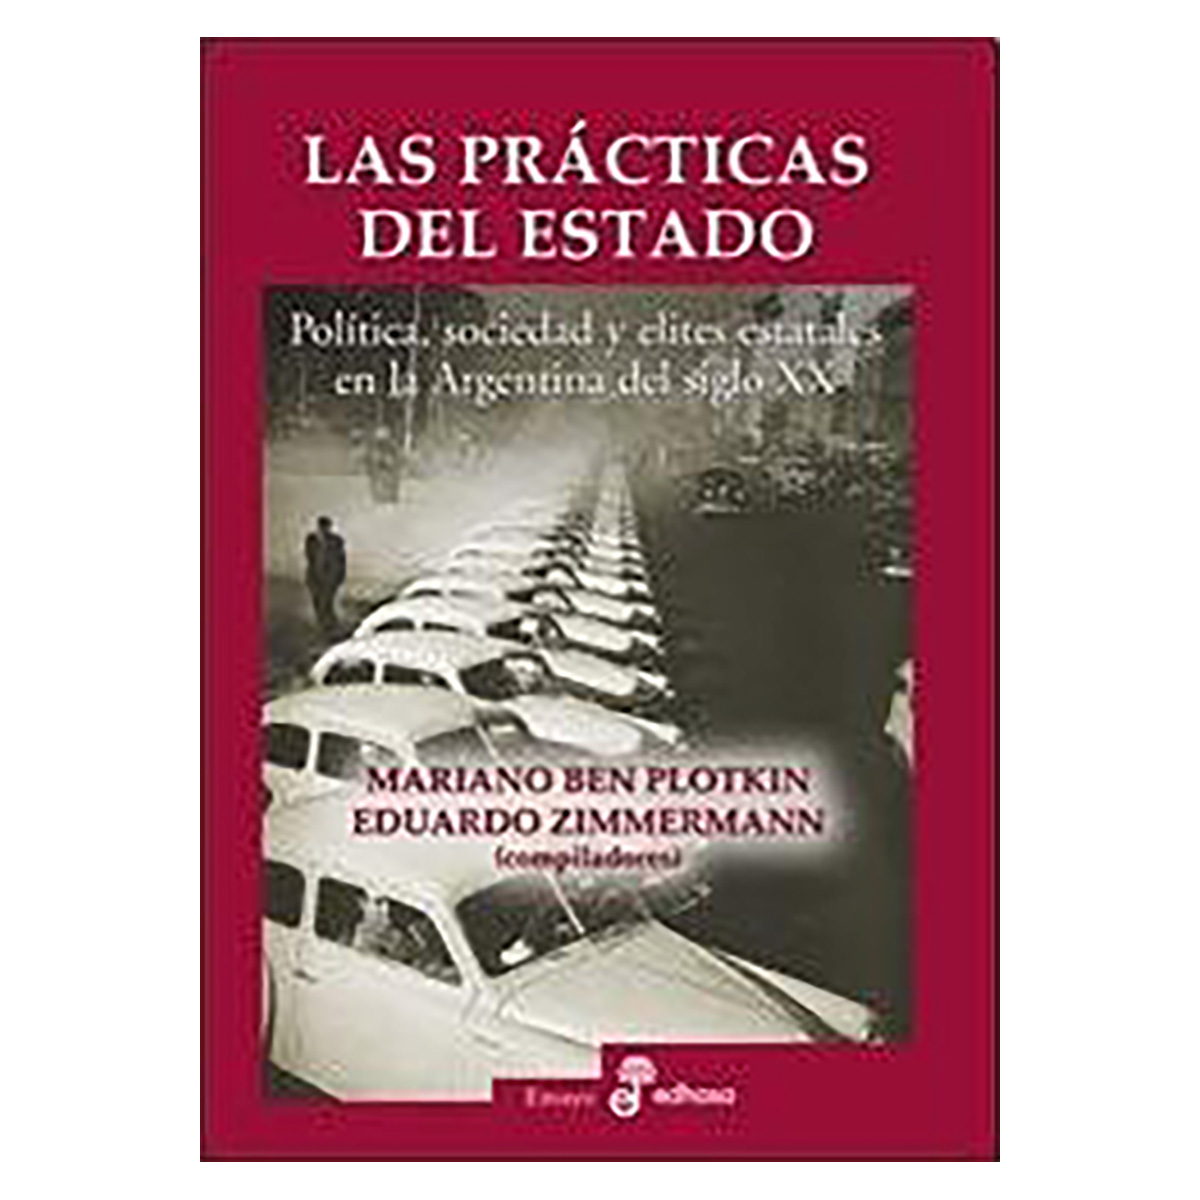 LAS PRÁCTICAS
DEL ESTADO
Política, sociedad y elites estatales
en la Argentina del siglo XX
MARIANO BEN PLOTKIN
EDUARDO ZIMMERMANN
(compiladores)
Ensayo edhasa